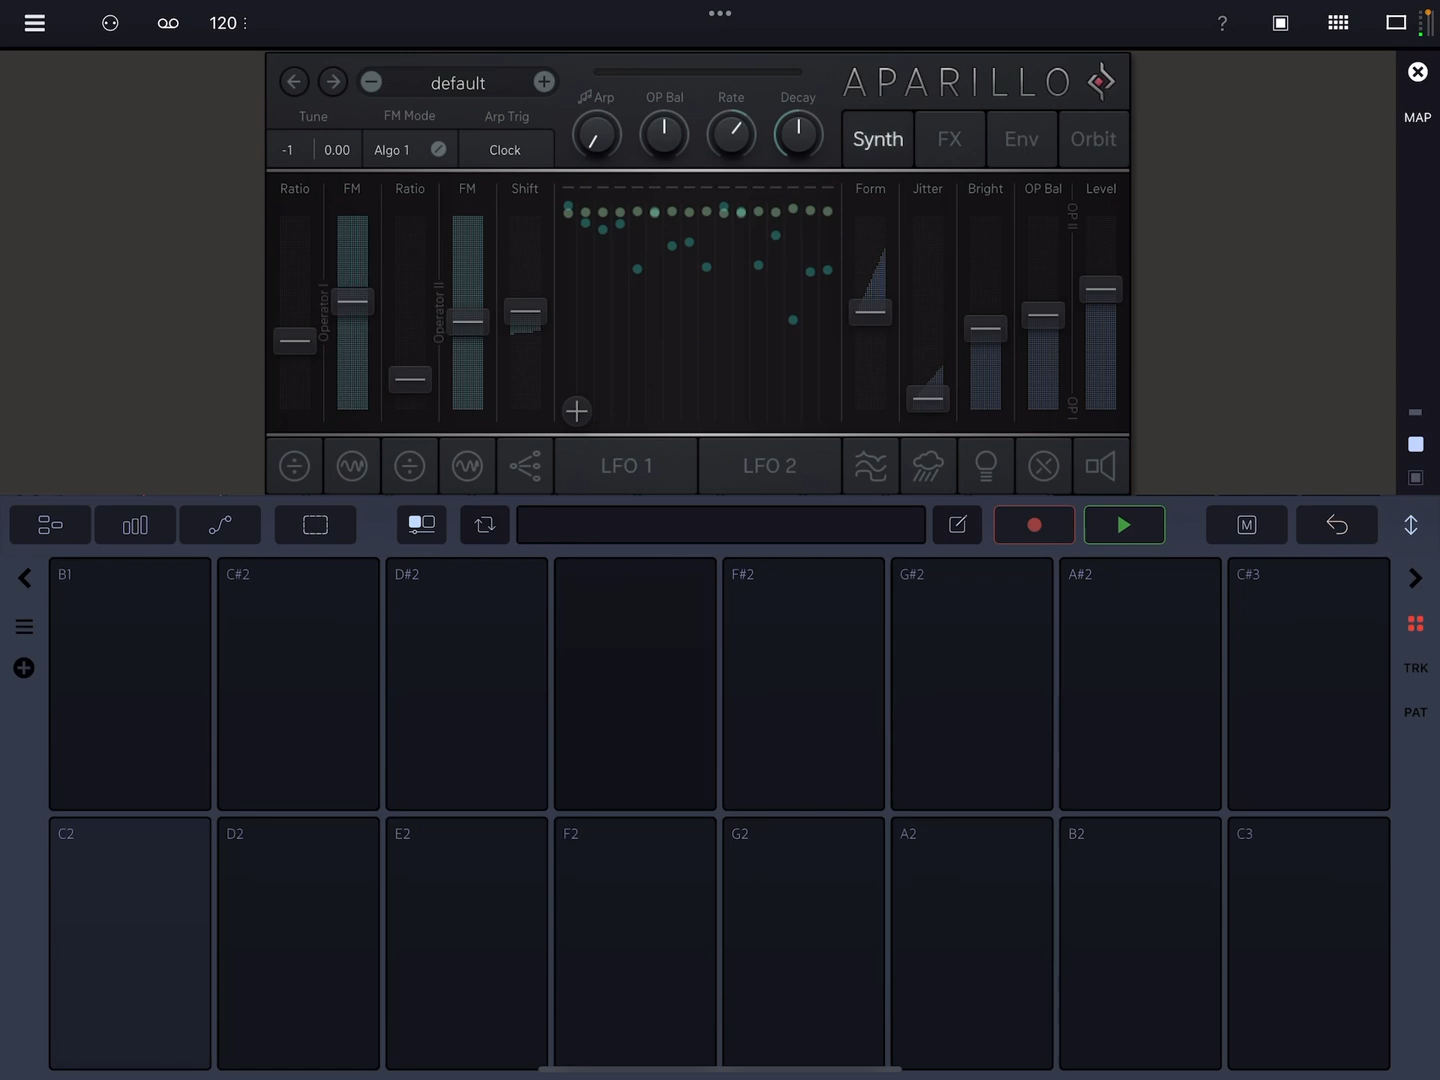 120
?
default
APARILLO
Arp
OP Bal
Rate
Decay
Tune
FM Mode
Arp Trig
-1
0.00
Algo 1
Clock
Synth
FX
Env
Orbit
MAP
Ratio
FM
Ratio
FM
Shift
Form
Jitter
Bright
OP Bal
Level
Operator I
Operator II
OP II
OP I
LFO 1
LFO 2
M
B1
C#2
D#2
F#2
G#2
A#2
C#3
TRK
PAT
C2
D2
E2
F2
G2
A2
B2
C3